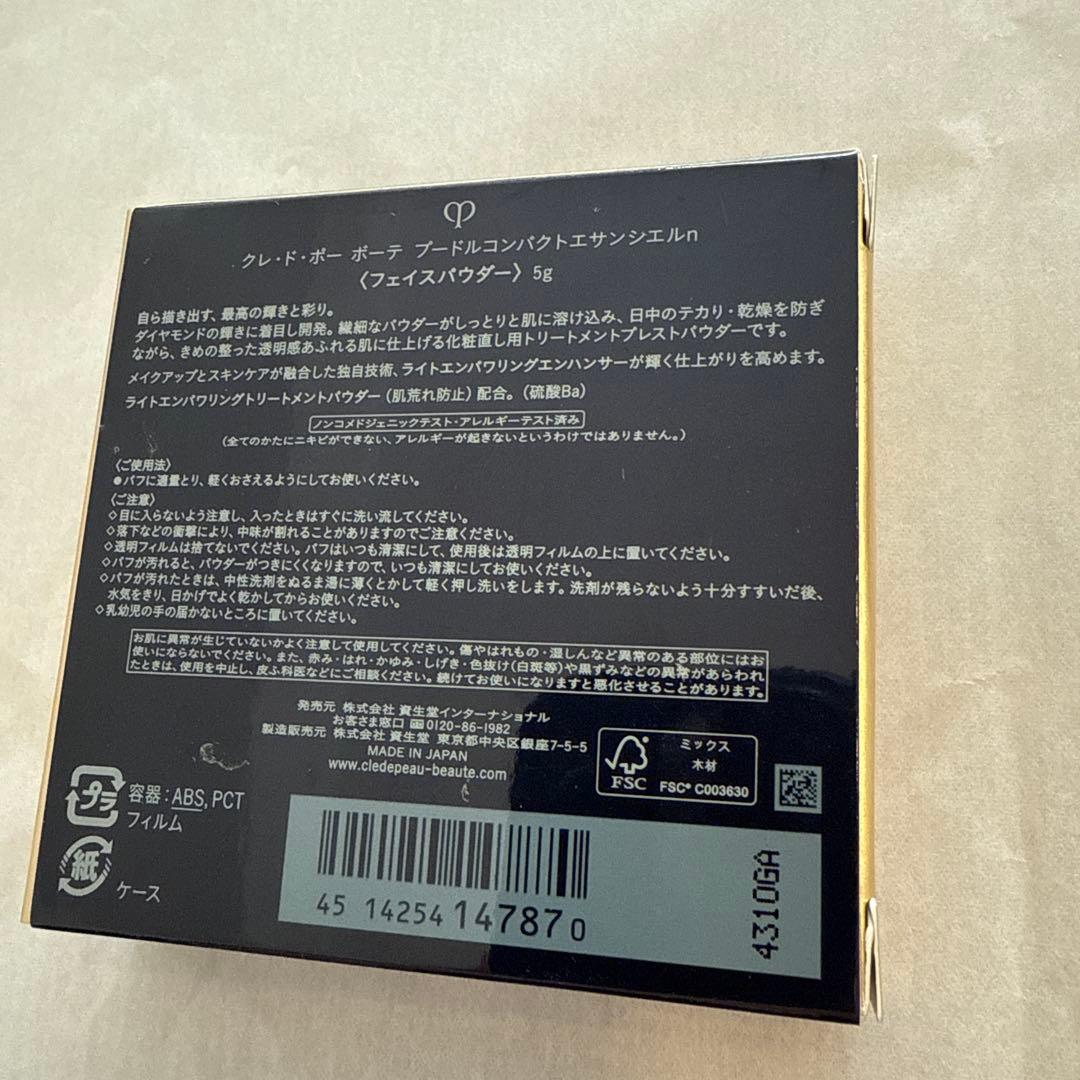 クレ・ド・ポー ボーテ プードルコンパクトエサンシエルn
〈フェイスパウダー〉5g
自ら描き出す、最高の輝きと彩り。
ダイヤモンドの輝きに着目し開発。繊細なパウダーがしっとりと肌に溶け込み、日中のテカリ・乾燥を防ぎ
ながら、きめの整った透明感あふれる肌に仕上げる化粧直し用トリートメントプレストパウダーです。
メイクアップとスキンケアが融合した独自技術、ライトエンパワリングエンハンサーが輝く仕上がりを高めます。
ライトエンパワリングトリートメントパウダー（肌荒れ防止）配合。（硫酸Ba）
ノンコメドジェニックテスト・アレルギーテスト済み
（全てのかたにニキビができない、アレルギーが起きないというわけではありません。）
〈ご使用法〉
●パフに適量とり、軽くおさえるようにしてお使いください。
〈ご注意〉
◇目に入らないよう注意し、入ったときはすぐに洗い流してください。
◇落下などの衝撃により、中味が割れることがありますのでご注意ください。
◇透明フィルムは捨てないでください。パフはいつも清潔にして、使用後は透明フィルムの上に置いてください。
◇パフが汚れると、パウダーがつきにくくなりますので、いつも清潔にしてお使いください。
◇パフが汚れたときは、中性洗剤をぬるま湯に薄くとかして軽く押し洗いをします。洗剤が残らないよう十分すすいだ後、
水気をきり、日かげでよく乾かしてからお使いください。
◇乳幼児の手の届かないところに置いてください。
お肌に異常が生じていないかよく注意して使用してください。傷やはれもの・湿しんなど異常のある部位にはお
使いにならないでください。また、赤み・はれ・かゆみ・しげき・色抜け（白斑等）や黒ずみなどの異常があらわれ
たときは、使用を中止し、皮ふ科医などにご相談ください。続けてお使いになりますと悪化させることがあります。
発売元 株式会社 資生堂インターナショナル
お客さま窓口 0120-86-1982
製造販売元 株式会社 資生堂 東京都中央区銀座7-5-5
MADE IN JAPAN
www.cledepeau-beaute.com
FSC
ミックス
木材
FSC® C003630
プラ
容器：ABS, PCT
フィルム
紙
ケース
45 14254 14787 0
4310GA